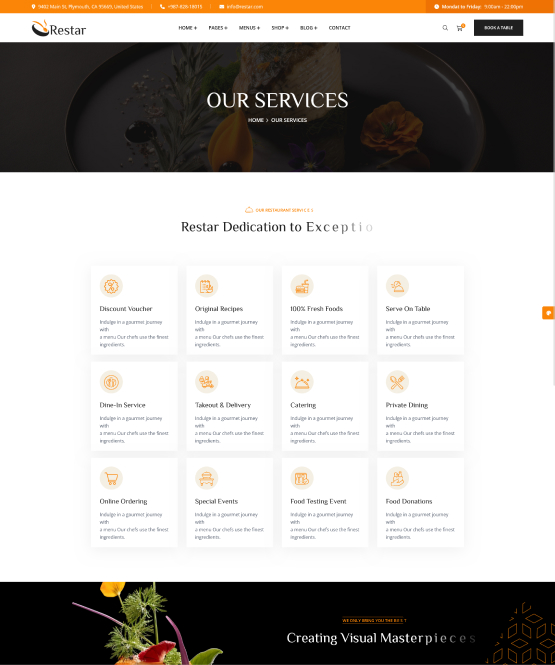 9402 Main St, Plymouth, CA 95669, United States
+987-628-10015
info@restar.com
Monday to Friday: 9:00am - 22:00pm
Restar
HOME +
PAGES +
MENUS +
SHOP +
BLOG +
CONTACT
0
BOOK A TABLE
OUR SERVICES
HOME > OUR SERVICES
OUR RESTAURANT SERVICES
Restar Dedication to Exceptio
Discount Voucher
Indulge in a gourmet journey
with
a menu Our chefs use the finest
ingredients.
Original Recipes
Indulge in a gourmet journey
with
a menu Our chefs use the finest
ingredients.
100% Fresh Foods
Indulge in a gourmet journey
with
a menu Our chefs use the finest
ingredients.
Serve On Table
Indulge in a gourmet journey
with
a menu Our chefs use the finest
ingredients.
Dine-In Service
Indulge in a gourmet journey
with
a menu Our chefs use the finest
ingredients.
Takeout & Delivery
Indulge in a gourmet journey
with
a menu Our chefs use the finest
ingredients.
Catering
Indulge in a gourmet journey
with
a menu Our chefs use the finest
ingredients.
Private Dining
Indulge in a gourmet journey
with
a menu Our chefs use the finest
ingredients.
Online Ordering
Indulge in a gourmet journey
with
a menu Our chefs use the finest
ingredients.
Special Events
Indulge in a gourmet journey
with
a menu Our chefs use the finest
ingredients.
Food Testing Event
Indulge in a gourmet journey
with
a menu Our chefs use the finest
ingredients.
Food Donations
Indulge in a gourmet journey
with
a menu Our chefs use the finest
ingredients.
WE ONLY BRING YOU THE BEST
Creating Visual Masterpieces